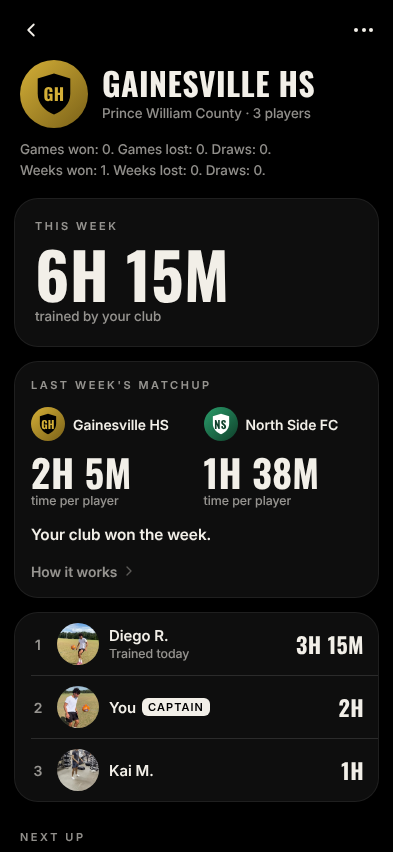 GH
GAINESVILLE HS
Prince William County · 3 players
Games won: 0. Games lost: 0. Draws: 0.
Weeks won: 1. Weeks lost: 0. Draws: 0.
THIS WEEK
6H 15M
trained by your club
LAST WEEK'S MATCHUP
GH Gainesville HS
NS North Side FC
2H 5M
1H 38M
time per player
time per player
Your club won the week.
How it works
1 Diego R. 3H 15M
Trained today
2 You CAPTAIN 2H
3 Kai M. 1H
NEXT UP